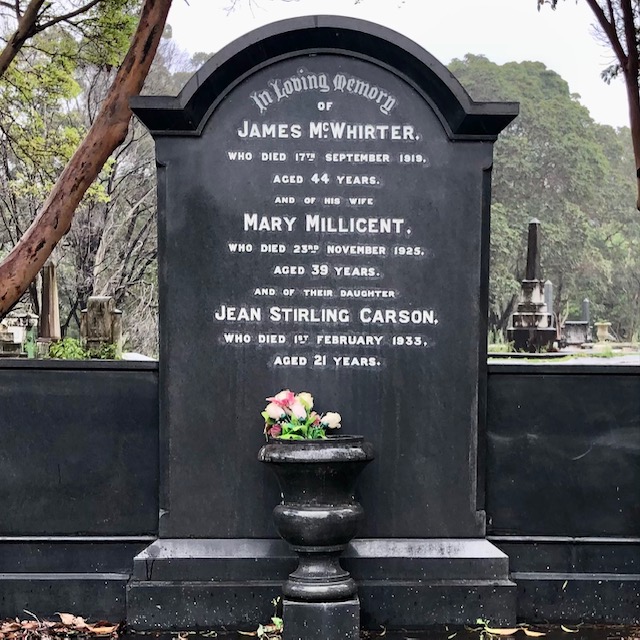 In Loving Memory
OF
JAMES McWHIRTER,
WHO DIED 17TH SEPTEMBER 1919,
AGED 44 YEARS.
AND OF HIS WIFE
MARY MILLICENT,
WHO DIED 23RD NOVEMBER 1925,
AGED 39 YEARS.
AND OF THEIR DAUGHTER
JEAN STIRLING CARSON,
WHO DIED 1ST FEBRUARY 1933,
AGED 21 YEARS.